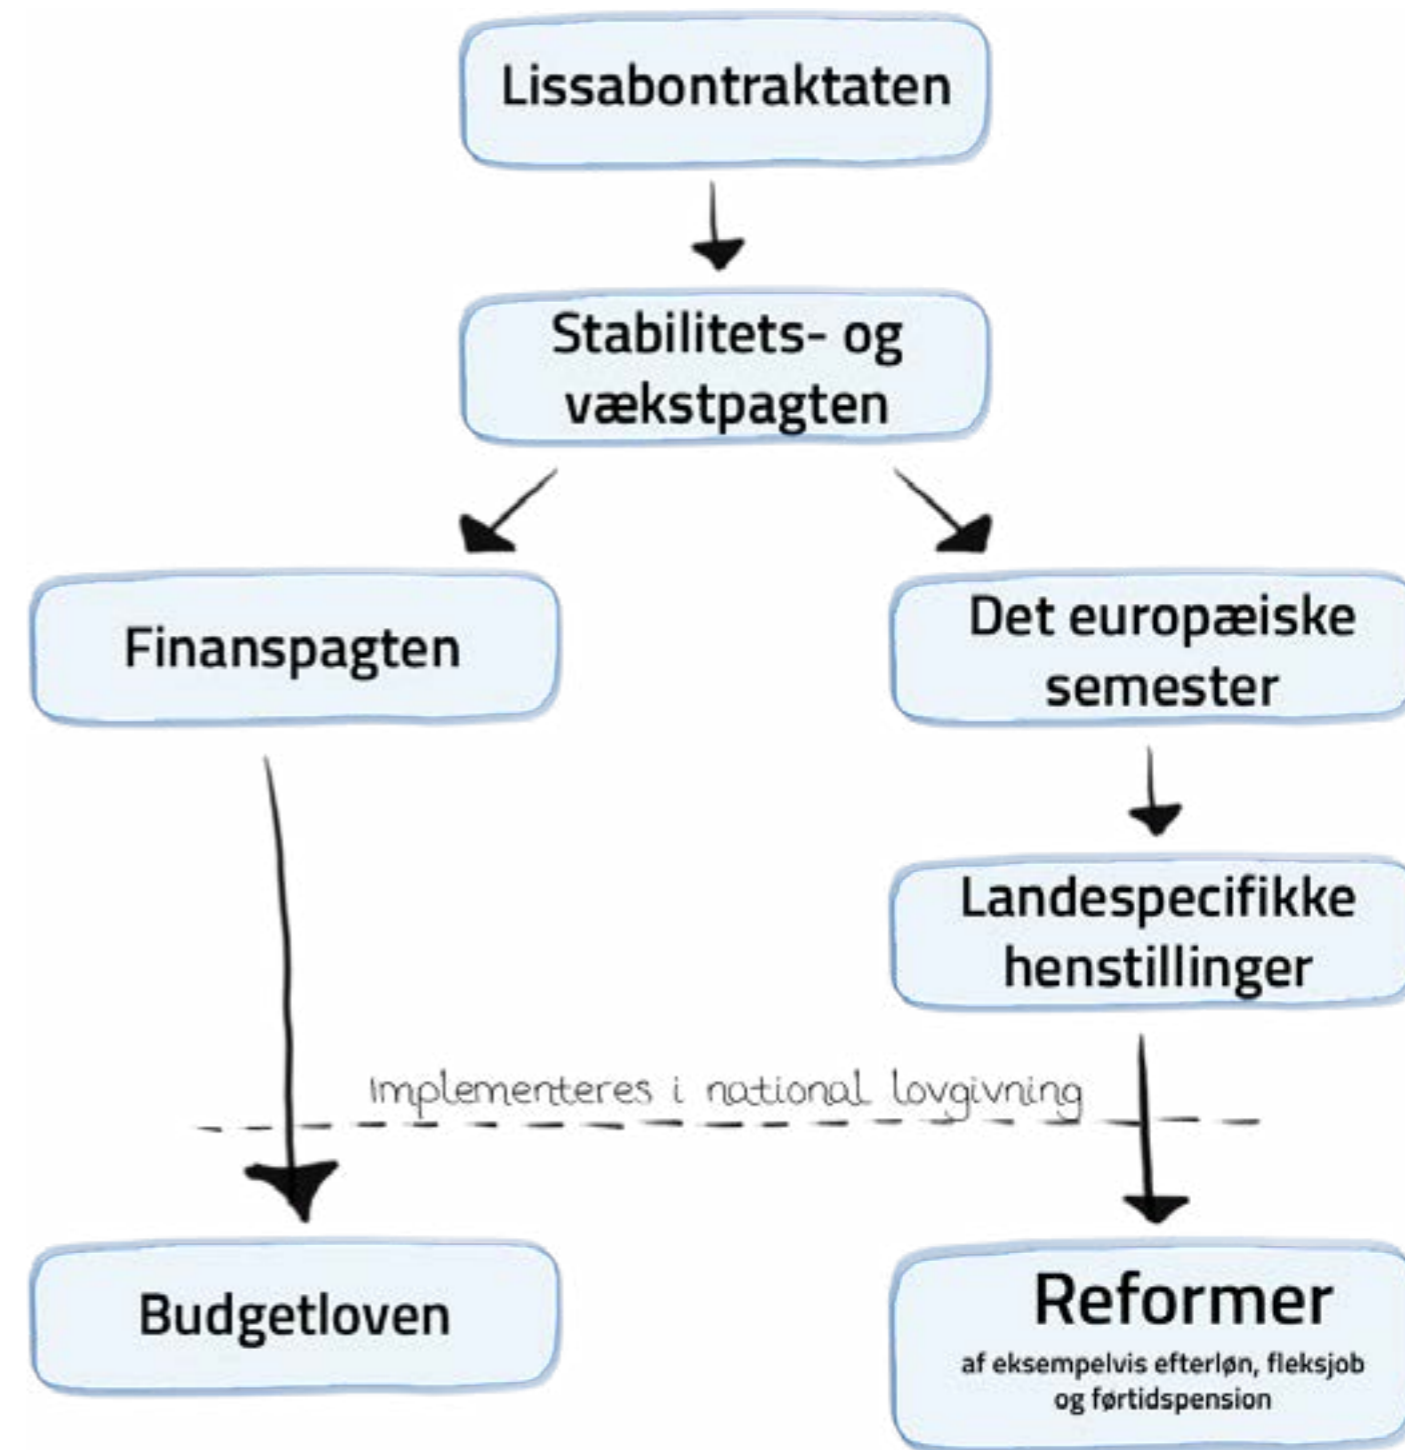 Lissabontraktaten
Stabilitets- og
vækstpagten
Finanspagten
Det europæiske
semester
Landespecifikke
henstillinger
Implementeres i national lovgivning
Budgetloven
Reformer
af eksempelvis efterløn, fleksjob
og førtidspension